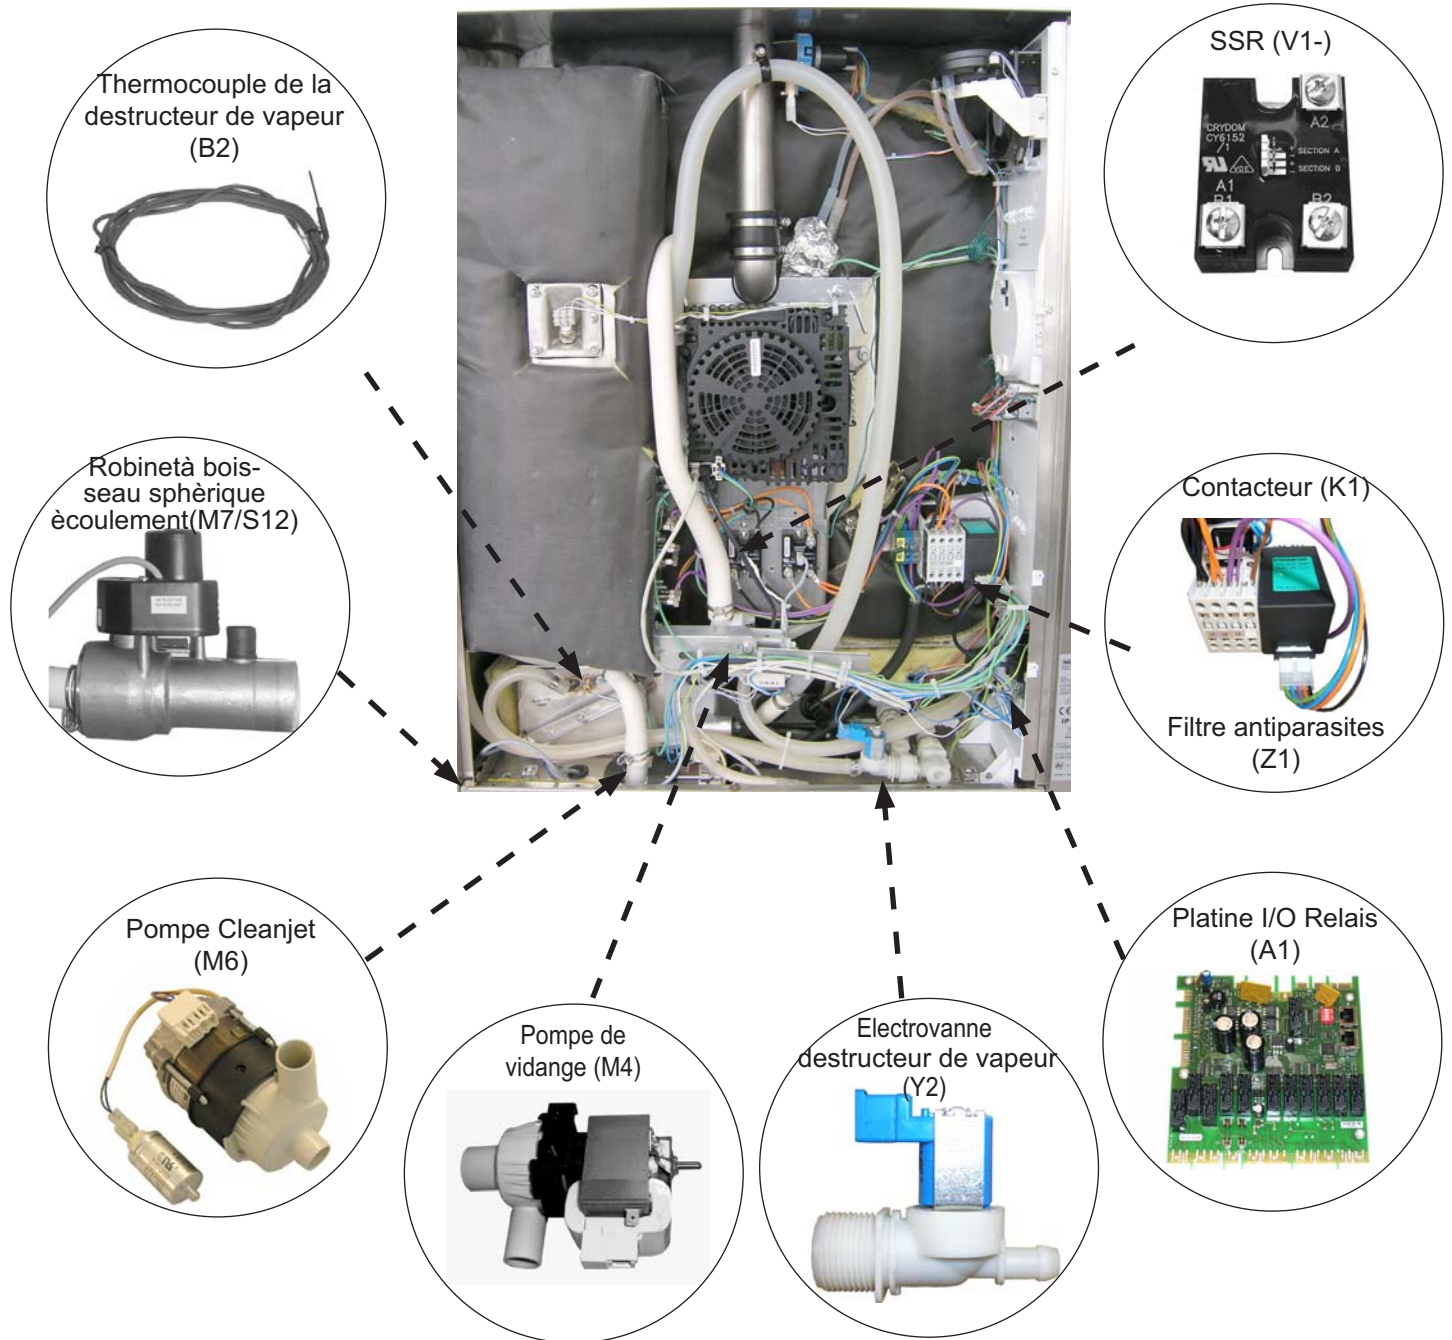 Thermocouple de la
destructeur de vapeur
(B2)
SSR (V1-)
A2
CRYDOM
CY6152
/1
SECTION A
SECTION B
VDE
A1
B1
B2
Robinetà bois-
seau sphèrique
ècoulement(M7/S12)
Contacteur (K1)
Filtre antiparasites
(Z1)
Pompe Cleanjet
(M6)
Pompe de
vidange (M4)
Electrovanne
destructeur de vapeur
(Y2)
Platine I/O Relais
(A1)